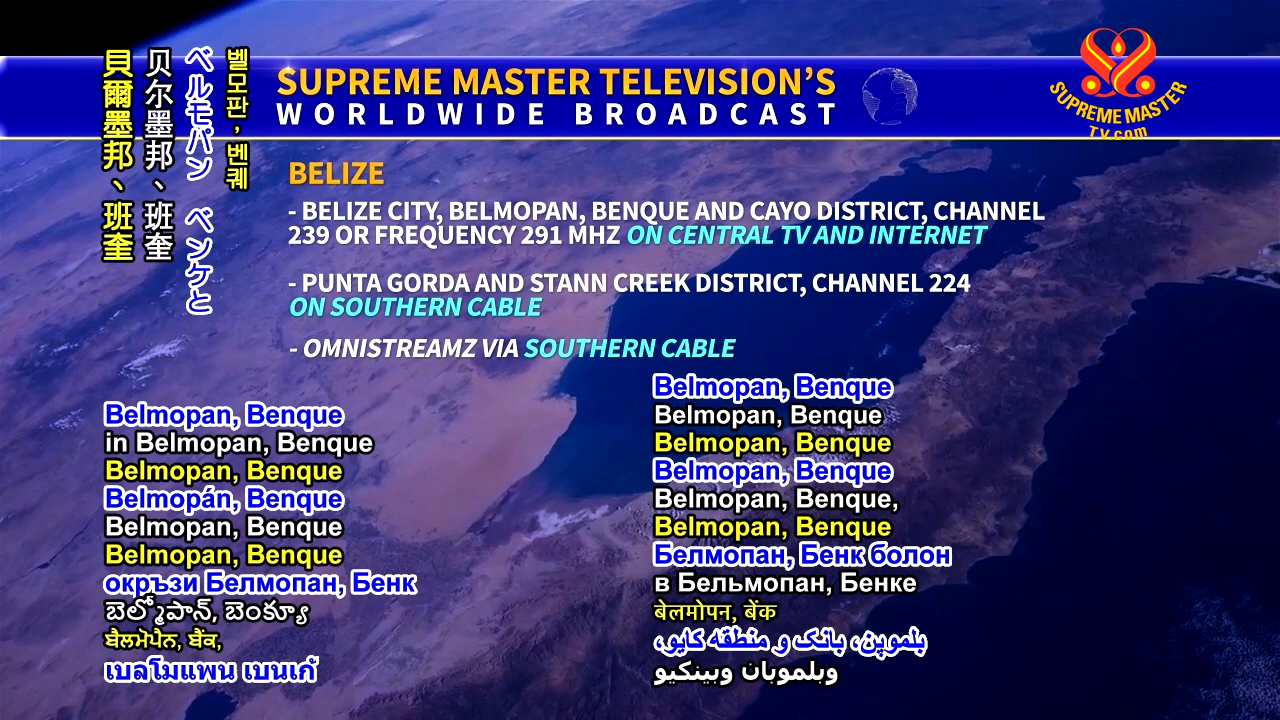 SUPREME MASTER TELEVISION'S
WORLDWIDE BROADCAST
SUPREME MASTER
TV.com
貝爾墨邦、班奎
贝尔墨邦、班奎
ベルモパン ベンケと
벨모판, 벤퀘
BELIZE
- BELIZE CITY, BELMOPAN, BENQUE AND CAYO DISTRICT, CHANNEL
239 OR FREQUENCY 291 MHZ ON CENTRAL TV AND INTERNET
- PUNTA GORDA AND STANN CREEK DISTRICT, CHANNEL 224
ON SOUTHERN CABLE
- OMNISTREAMZ VIA SOUTHERN CABLE
Belmopan, Benque
in Belmopan, Benque
Belmopan, Benque
Belmopán, Benque
Belmopan, Benque
Belmopan, Benque
окръзи Белмопан, Бенк
బెల్మోపాన్, బెంక్యూ
ਬੈਲਮੋਪੈਨ, ਬੈਂਕ,
เบลโมแพน เบนเก้
Belmopan, Benque
Belmopan, Benque
Belmopan, Benque
Belmopan, Benque
Belmopan, Benque,
Belmopan, Benque
Белмопан, Бенк болон
в Бельмопан, Бенке
बेलमोपन, बेंक
بلموپن، بانک و منطقه کایو،
وبلموبان وبينكيو